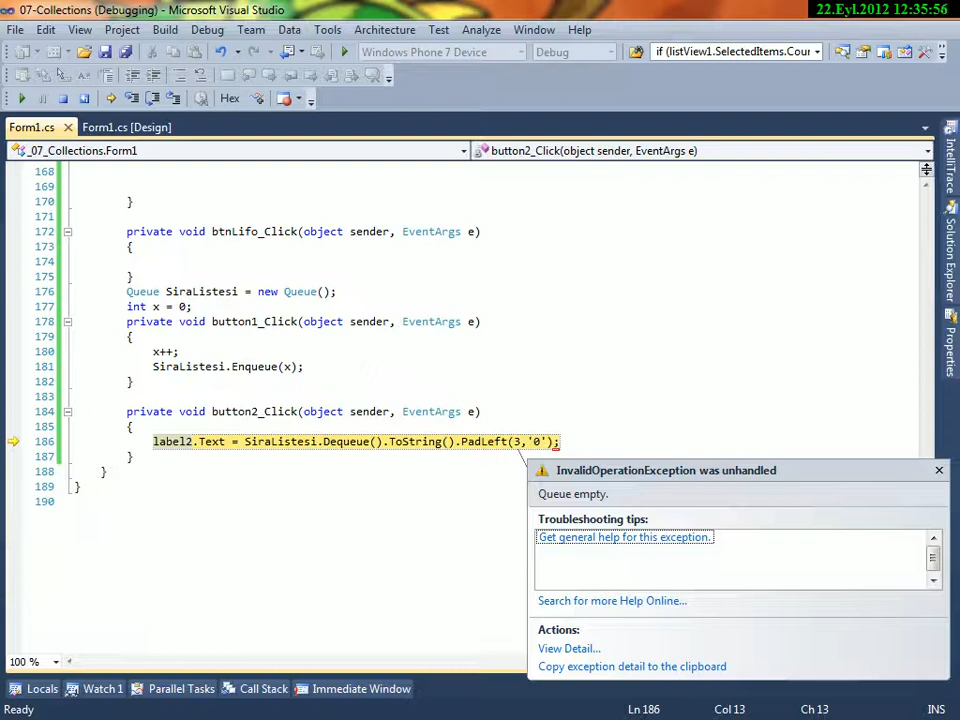 07-Collections (Debugging) - Microsoft Visual Studio
22.Eyl.2012 12:35:56
File Edit View Project Build Debug Team Data Tools Architecture Test Analyze Window Help
Windows Phone 7 Device Debug if (listView1.SelectedItems.Cour
Hex
Form1.cs Form1.cs [Design]
_07_Collections.Form1 button2_Click(object sender, EventArgs e)
168
169
170 }
171
172 private void btnLifo_Click(object sender, EventArgs e)
173 {
174
175 }
176 Queue SiraListesi = new Queue();
177 int x = 0;
178 private void button1_Click(object sender, EventArgs e)
179 {
180 x++;
181 SiraListesi.Enqueue(x);
182 }
183
184 private void button2_Click(object sender, EventArgs e)
185 {
186 label2.Text = SiraListesi.Dequeue().ToString().PadLeft(3,'0');
187 }
188 }
189 }
190
InvalidOperationException was unhandled
Queue empty.
Troubleshooting tips:
Get general help for this exception.
Search for more Help Online...
Actions:
View Detail...
Copy exception detail to the clipboard
IntelliTrace
Solution Explorer
Properties
100 %
Locals Watch 1 Parallel Tasks Call Stack Immediate Window
Ready Ln 186 Col 13 Ch 13 INS